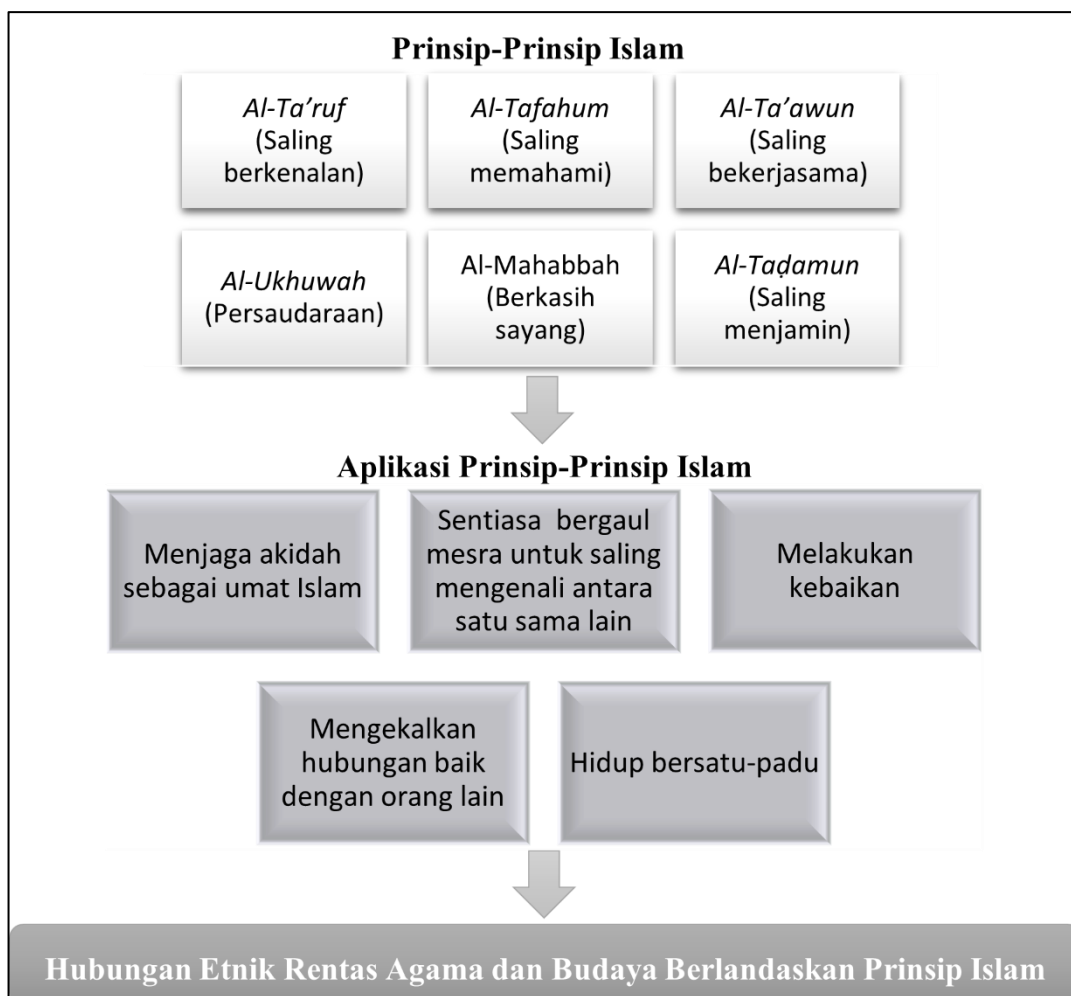 Prinsip-Prinsip Islam
Al-Ta’ruf
(Saling
berkenalan)
Al-Tafahum
(Saling
memahami)
Al-Ta’awun
(Saling
bekerjasama)
Al-Ukhuwah
(Persaudaraan)
Al-Mahabbah
(Berkasih
sayang)
Al-Taḍamun
(Saling
menjamin)
Aplikasi Prinsip-Prinsip Islam
Menjaga akidah
sebagai umat Islam
Sentiasa bergaul
mesra untuk saling
mengenali antara
satu sama lain
Melakukan
kebaikan
Mengekalkan
hubungan baik
dengan orang lain
Hidup bersatu-padu
Hubungan Etnik Rentas Agama dan Budaya Berlandaskan Prinsip Islam